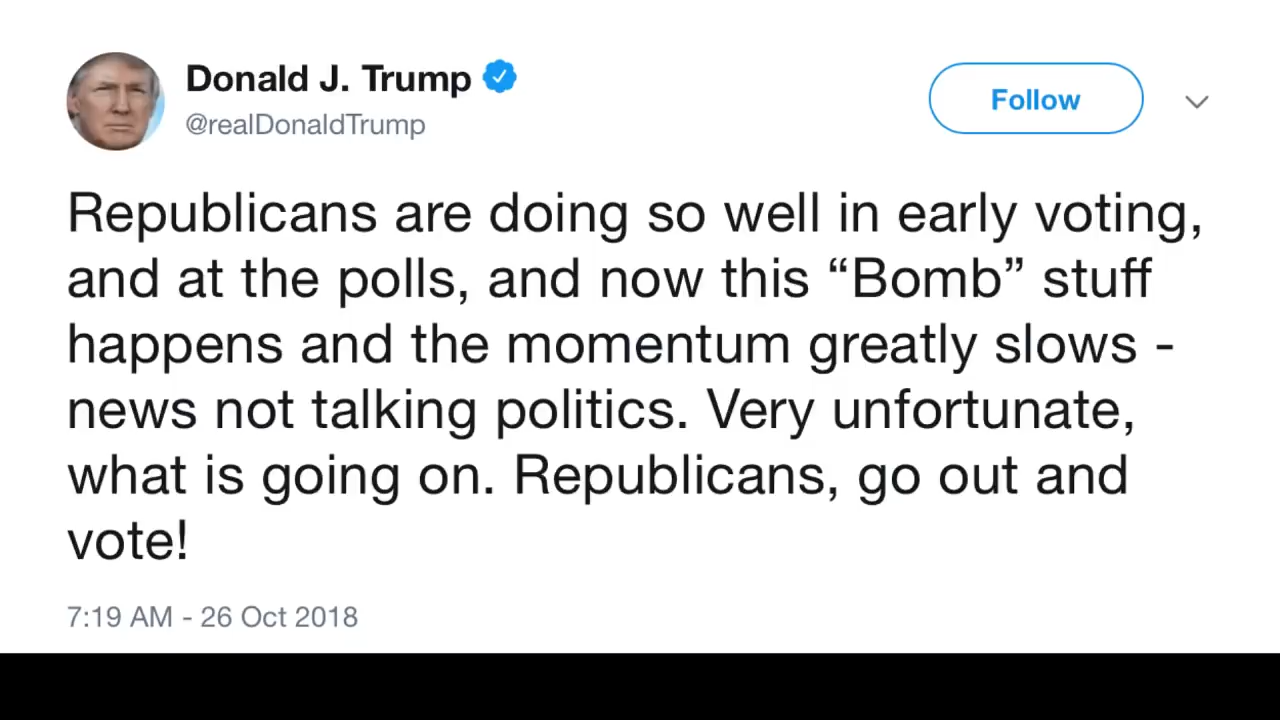 Donald J. Trump
@realDonaldTrump
Follow
Republicans are doing so well in early voting,
and at the polls, and now this “Bomb” stuff
happens and the momentum greatly slows -
news not talking politics. Very unfortunate,
what is going on. Republicans, go out and
vote!
7:19 AM - 26 Oct 2018